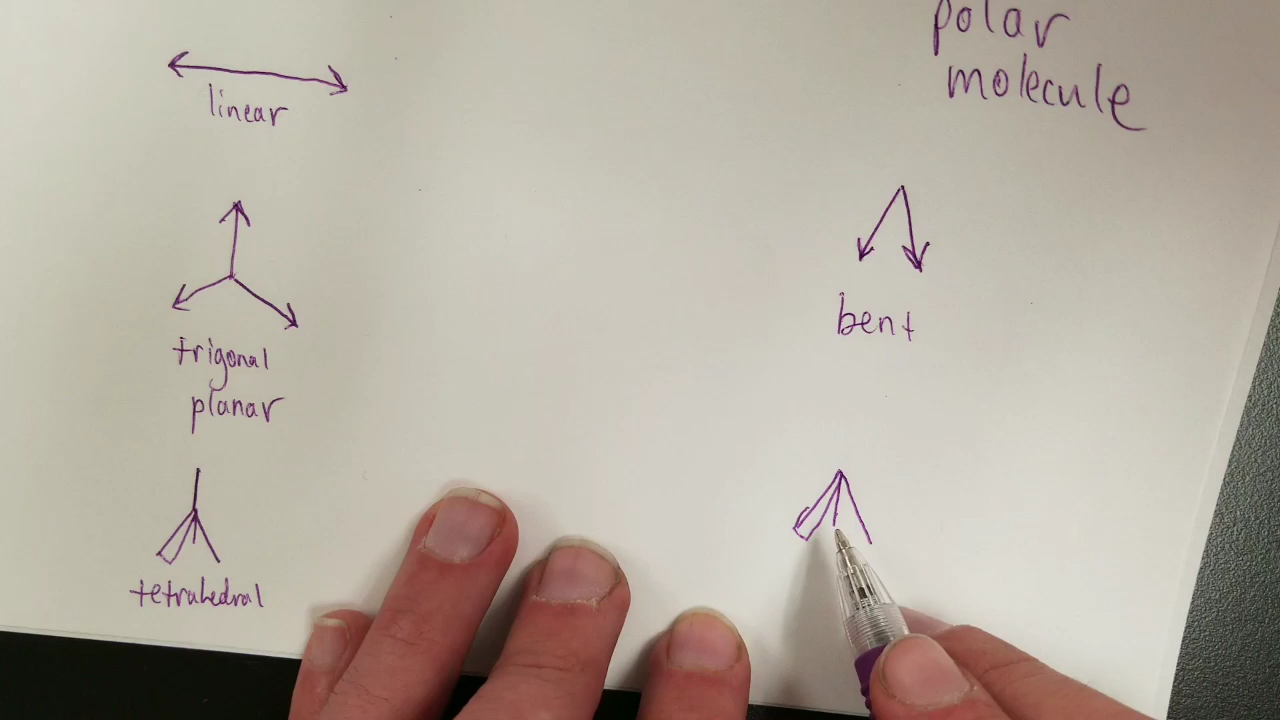 polar
molecule
linear
bent
trigonal
planar
tetrahedral